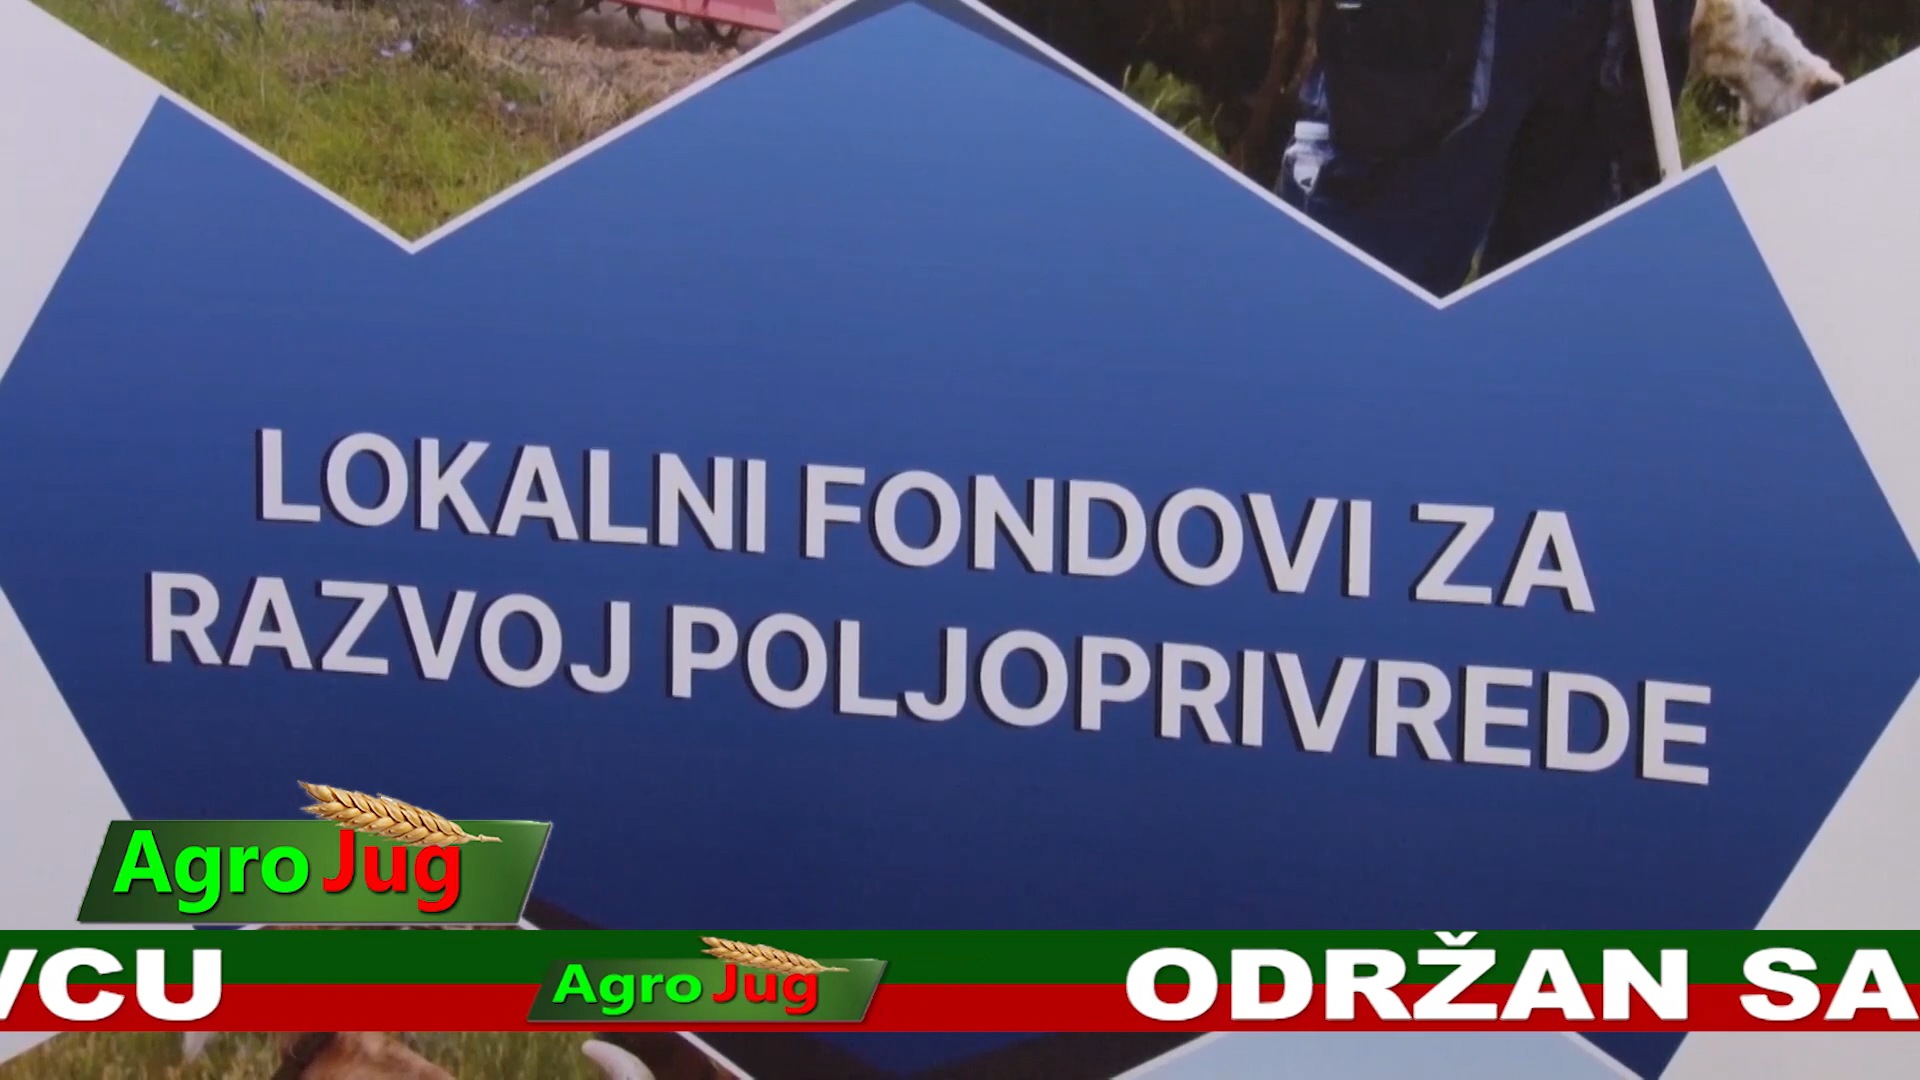 LOKALNI FONDOVI ZA
RAZVOJ POLJOPRIVREDE
Agro Jug
VCU
Agro Jug
ODRŽAN SA